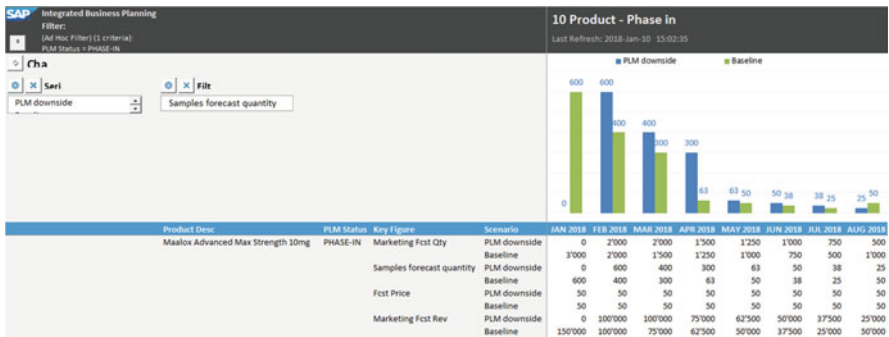 SAP Integrated Business Planning
Filter:
(Ad Hoc Filter) (1 criteria):
PLM Status = PHASE-IN
Cha
Seri
Filt
PLM downside
Samples forecast quantity
10 Product - Phase in
Last Refresh: 2018-Jan-10 15:02:35
PLM downside Baseline
600 600
400 400
300 300
63 63 50 50 38 38 25 25 50
0
Product Desc PLM Status Key Figure Scenario JAN 2018 FEB 2018 MAR 2018 APR 2018 MAY 2018 JUN 2018 JUL 2018 AUG 2018
Maalox Advanced Max Strength 10mg PHASE-IN Marketing Fcst Qty PLM downside 0 2'000 2'000 1'500 1'250 1'000 750 500
Baseline 3'000 2'000 1'500 1'250 1'000 750 500 1'000
Samples forecast quantity PLM downside 0 600 400 300 63 50 38 25
Baseline 600 400 300 63 50 38 25 50
Fcst Price PLM downside 50 50 50 50 50 50 50 50
Baseline 50 50 50 50 50 50 50 50
Marketing Fcst Rev PLM downside 0 100'000 100'000 75'000 62'500 50'000 37'500 25'000
Baseline 150'000 100'000 75'000 62'500 50'000 37'500 25'000 50'000